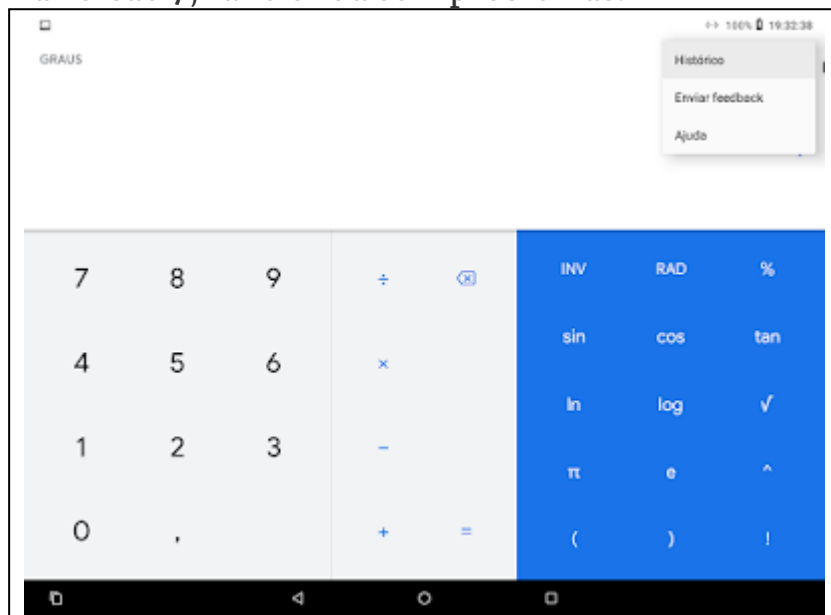 100% 19:32:38
GRAUS
Histórico
Enviar feedback
Ajuda
7 8 9 ÷ INV RAD %
sin cos tan
4 5 6 ×
ln log √
1 2 3 −
π e ^
0 , + = ( ) !